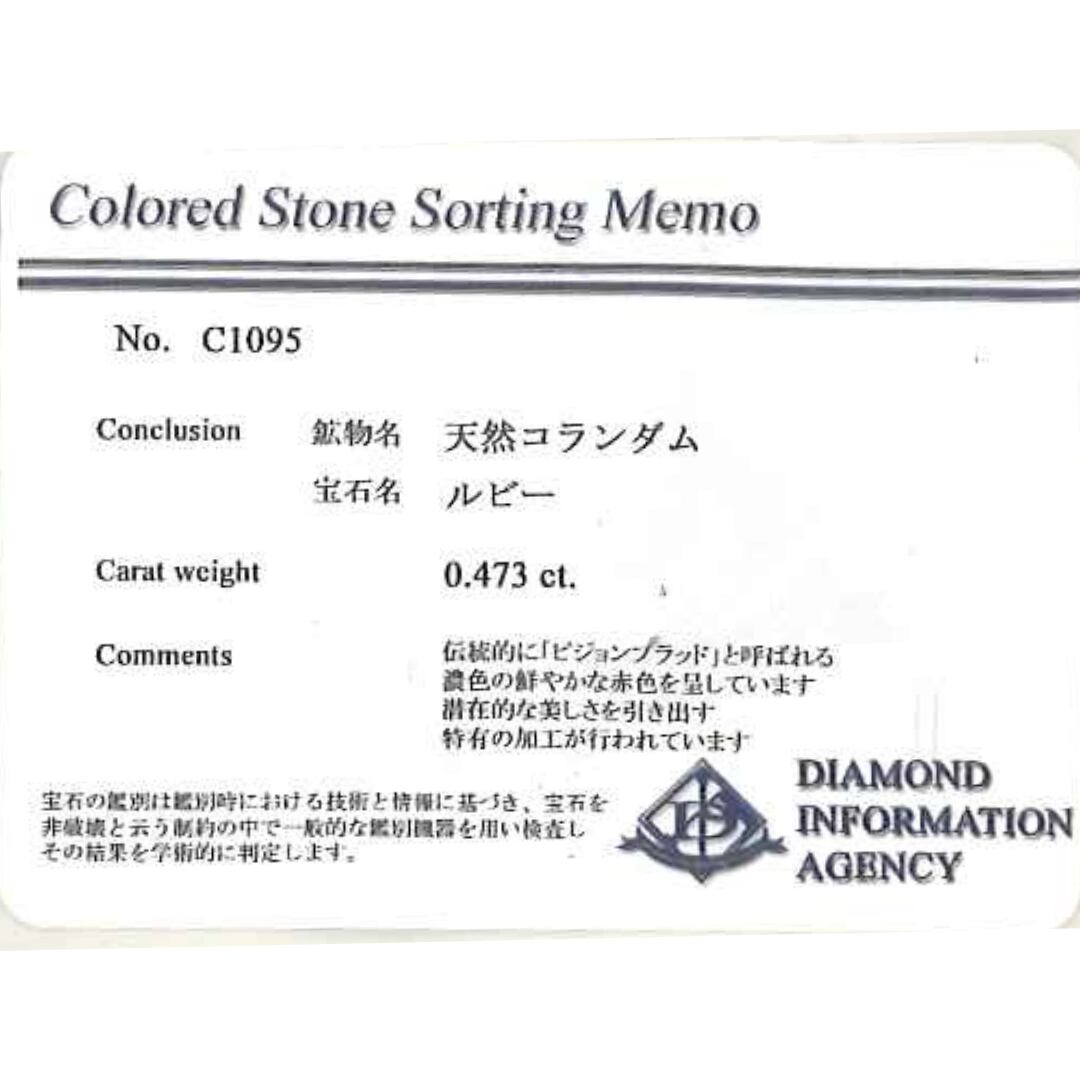 Colored Stone Sorting Memo
No. C1095
Conclusion 鉱物名 天然コランダム
宝石名 ルビー
Carat weight 0.473 ct.
Comments 伝統的に「ピジョンブラッド」と呼ばれる
濃色の鮮やかな赤色を呈しています
潜在的な美しさを引き出す
特有の加工が行われています
宝石の鑑別は鑑別時における技術と情報に基づき、宝石を
非破壊と云う制約の中で一般的な鑑別機器を用い検査し
その結果を学術的に判定します。
DIAMOND
INFORMATION
AGENCY